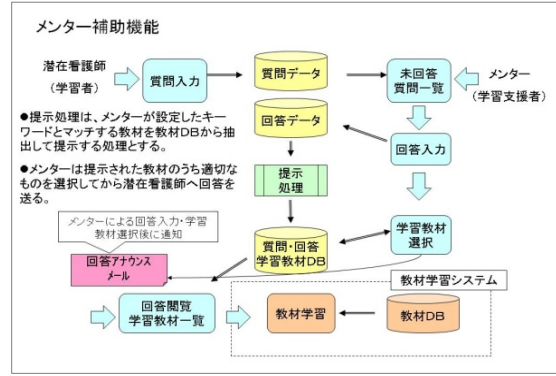 メンター補助機能
潜在看護師
(学習者)
質問入力
質問データ
未回答
質問一覧
メンター
(学習支援者)
●提示処理は、メンターが設定したキー
ワードとマッチする教材を教材DBから抽
出して提示する処理とする。
●メンターは提示された教材のうち適切な
ものを選択してから潜在看護師へ回答を
送る。
回答データ
回答入力
提示
処理
メンターによる回答入力・学習
教材選択後に通知
回答アナウンス
メール
質問・回答
学習教材DB
学習教材
選択
教材学習システム
回答閲覧
学習教材一覧
教材学習
教材DB